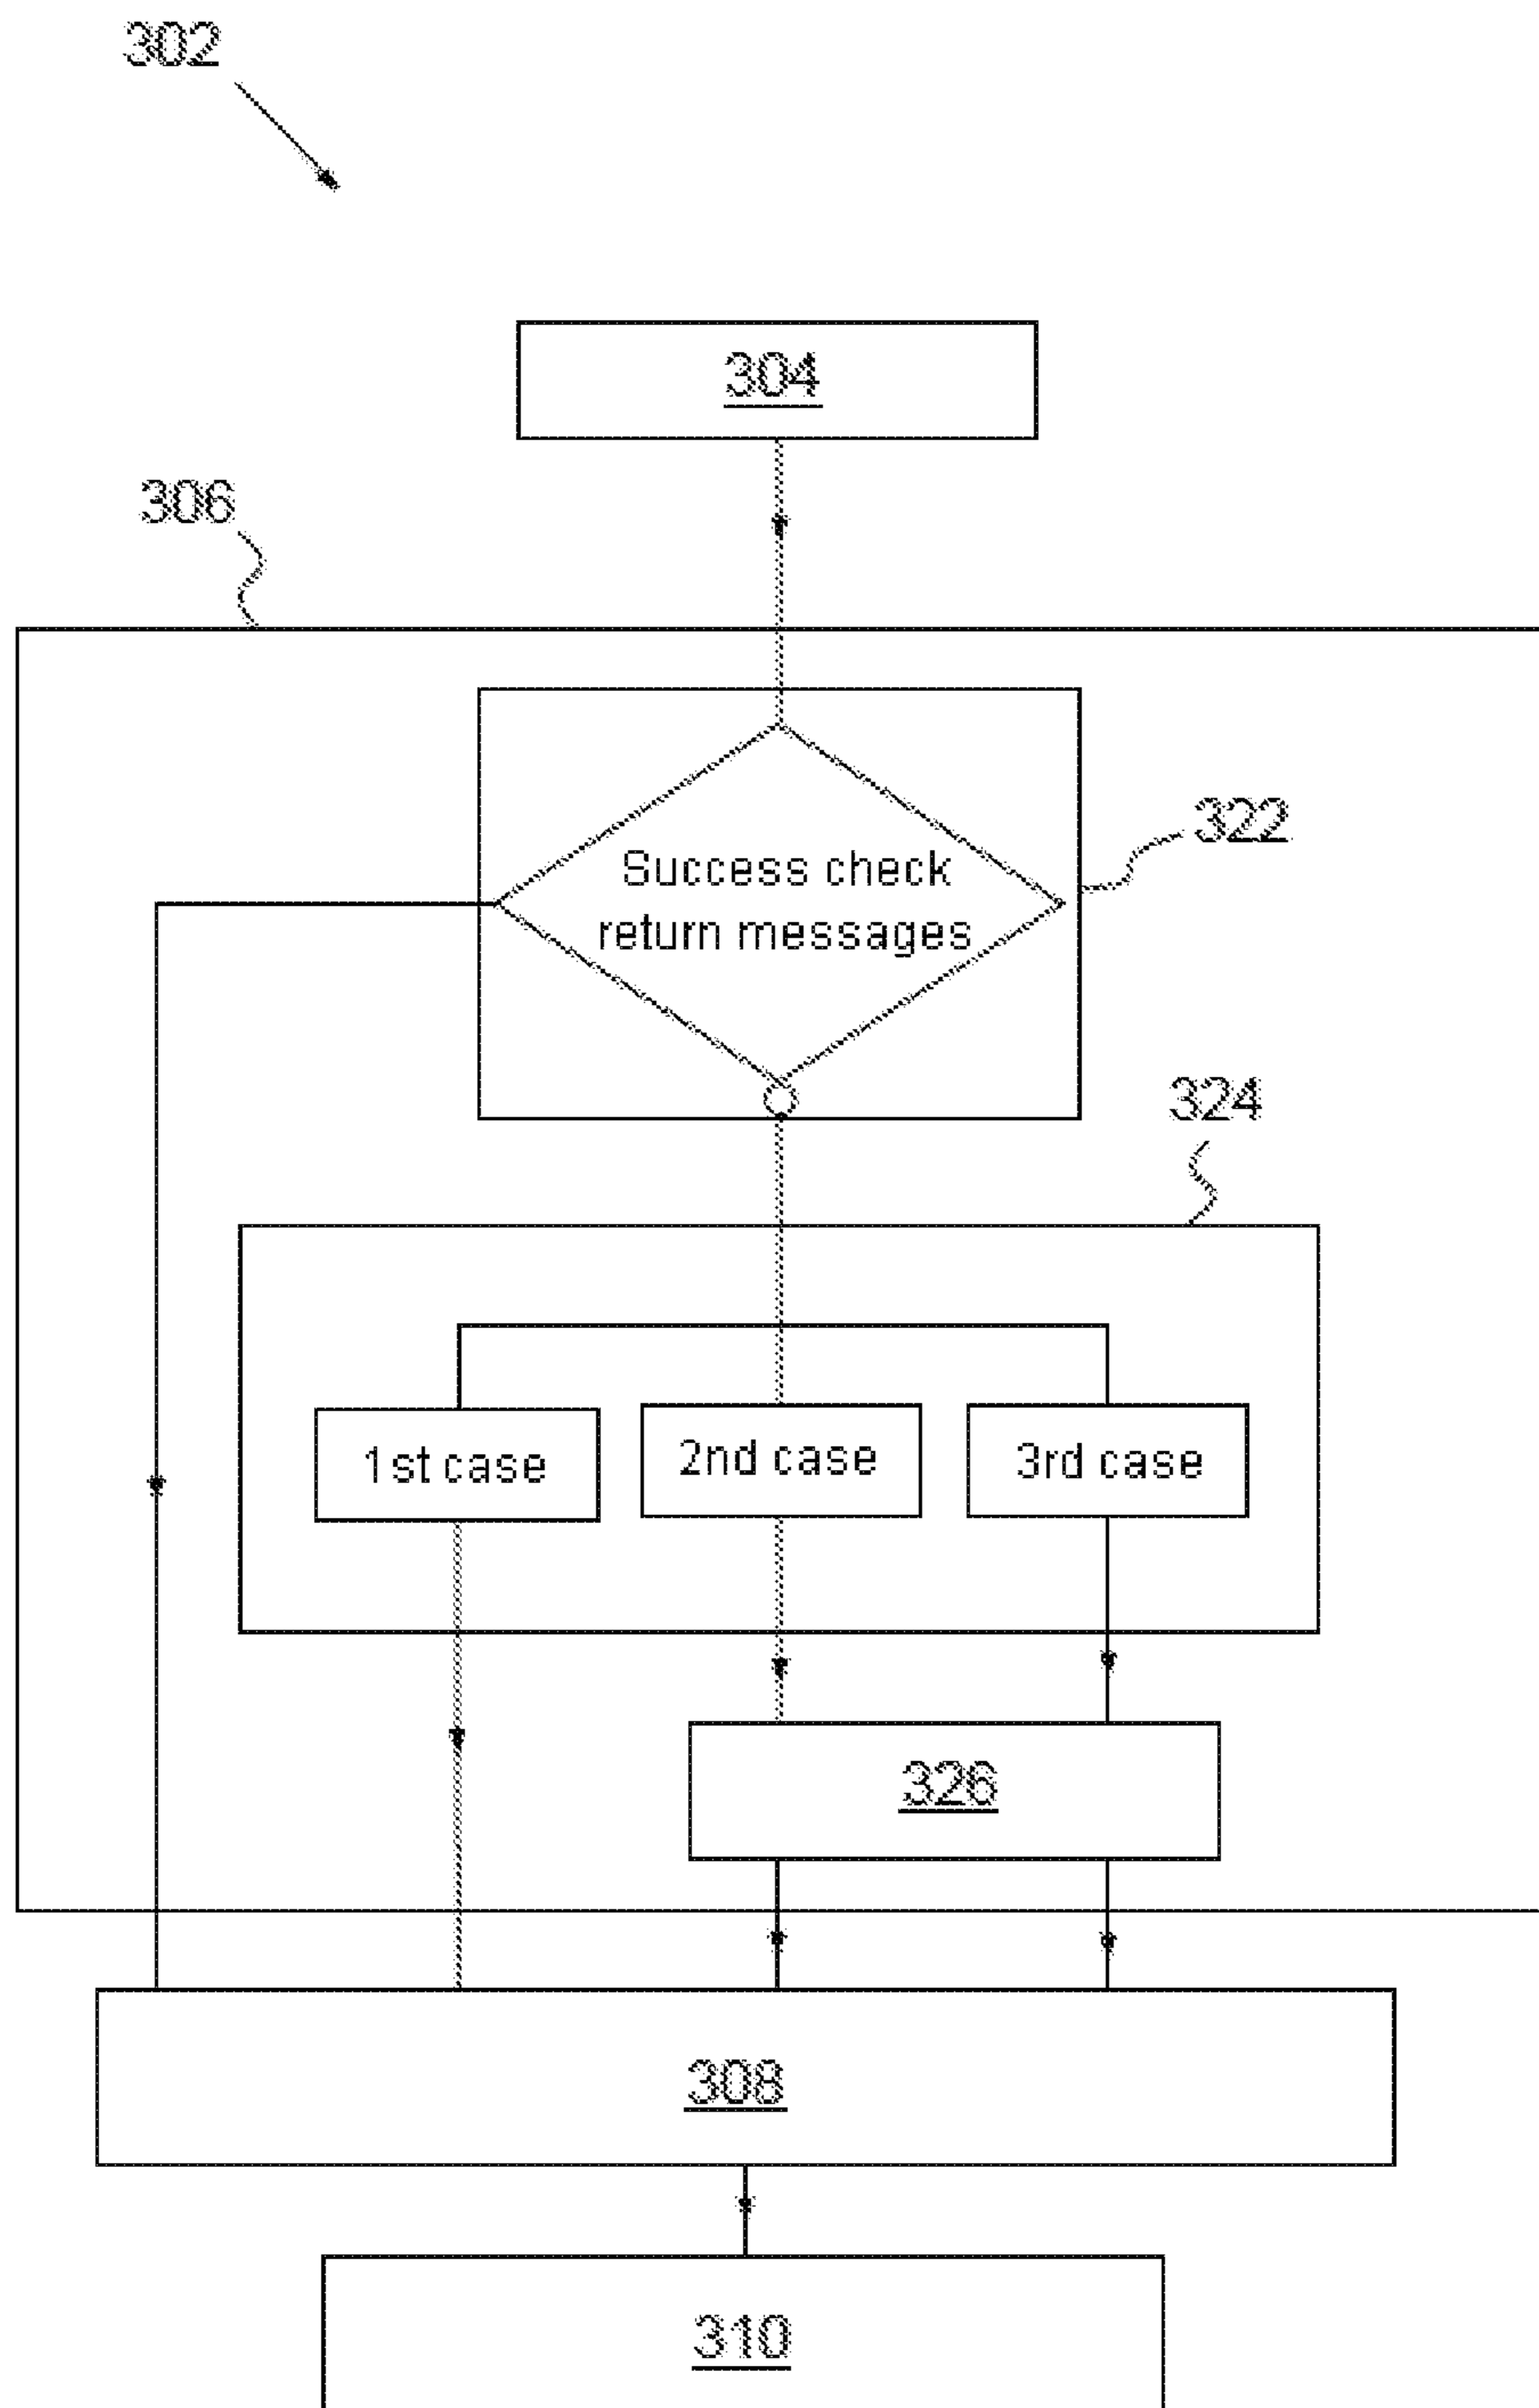 302
304
306
Success check
return messages
322
324
1st case
2nd case
3rd case
326
308
310